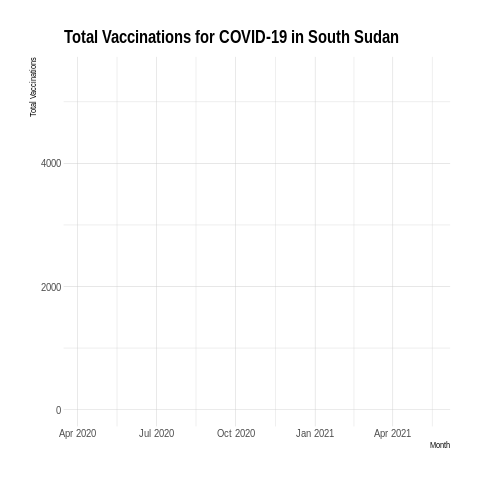 Total Vaccinations for COVID-19 in South Sudan
Total Vaccinations
4000
2000
0
Apr 2020 Jul 2020 Oct 2020 Jan 2021 Apr 2021
Month